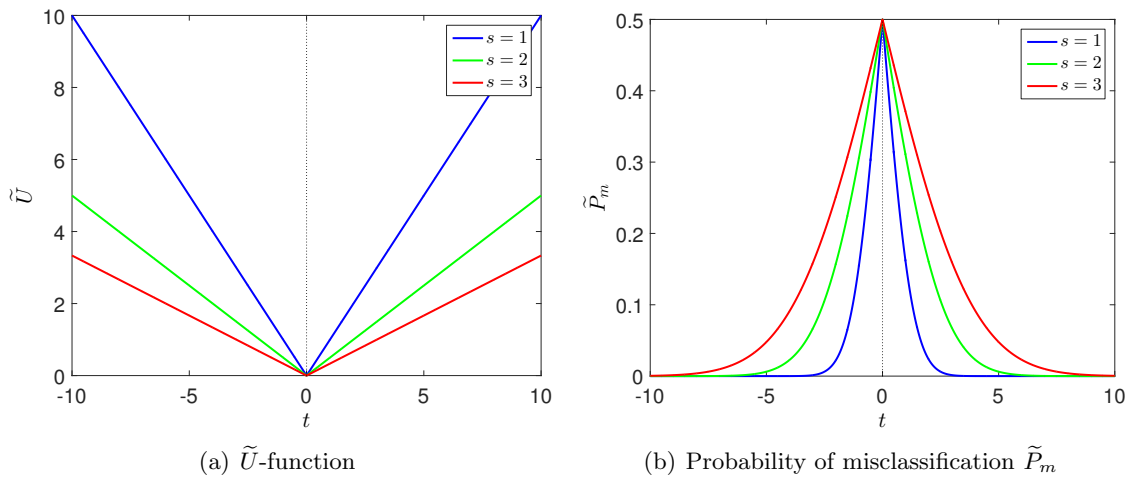 10
8
6
4
2
0
Ũ
-10 -5 0 5 10
t
s = 1
s = 2
s = 3
(a) Ũ-function
0.5
0.4
0.3
0.2
0.1
0
P̃m
-10 -5 0 5 10
t
s = 1
s = 2
s = 3
(b) Probability of misclassification P̃m